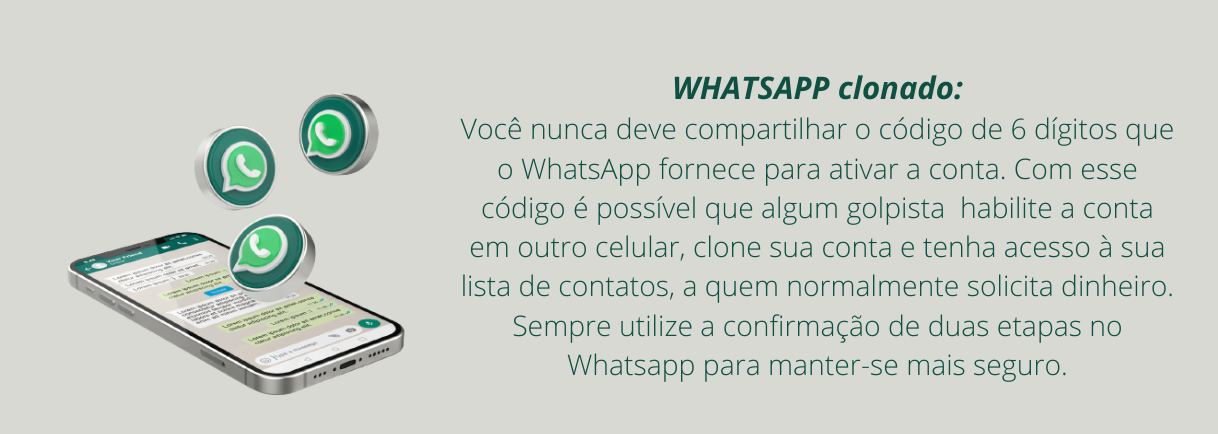 WHATSAPP clonado:
Você nunca deve compartilhar o código de 6 dígitos que
o WhatsApp fornece para ativar a conta. Com esse
código é possível que algum golpista  habilite a conta
em outro celular, clone sua conta e tenha acesso à sua
lista de contatos, a quem normalmente solicita dinheiro.
Sempre utilize a confirmação de duas etapas no
Whatsapp para manter-se mais seguro.
Your Friend